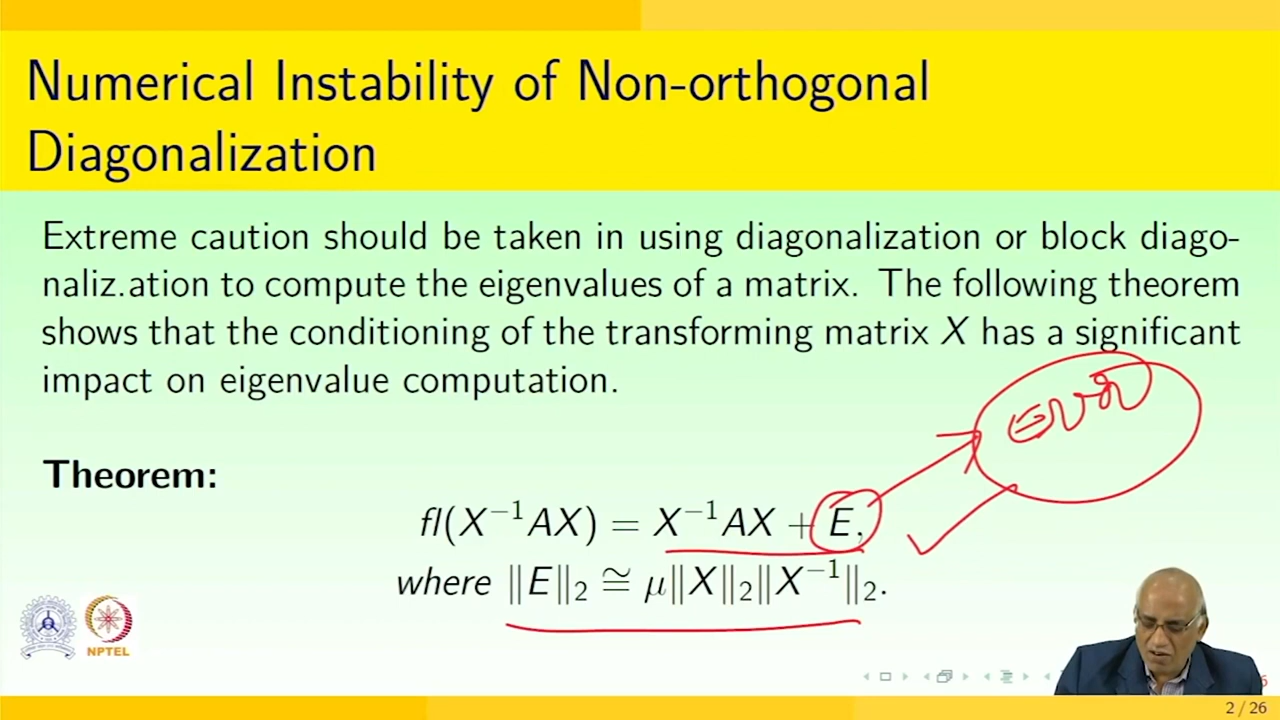 Numerical Instability of Non-orthogonal
Diagonalization
Extreme caution should be taken in using diagonalization or block diago-
naliz.ation to compute the eigenvalues of a matrix. The following theorem
shows that the conditioning of the transforming matrix X has a significant
impact on eigenvalue computation.
Theorem:
fl(X⁻¹AX) = X⁻¹AX + E,
where ‖E‖₂ ≅ μ‖X‖₂‖X⁻¹‖₂.
NPTEL
2 / 26